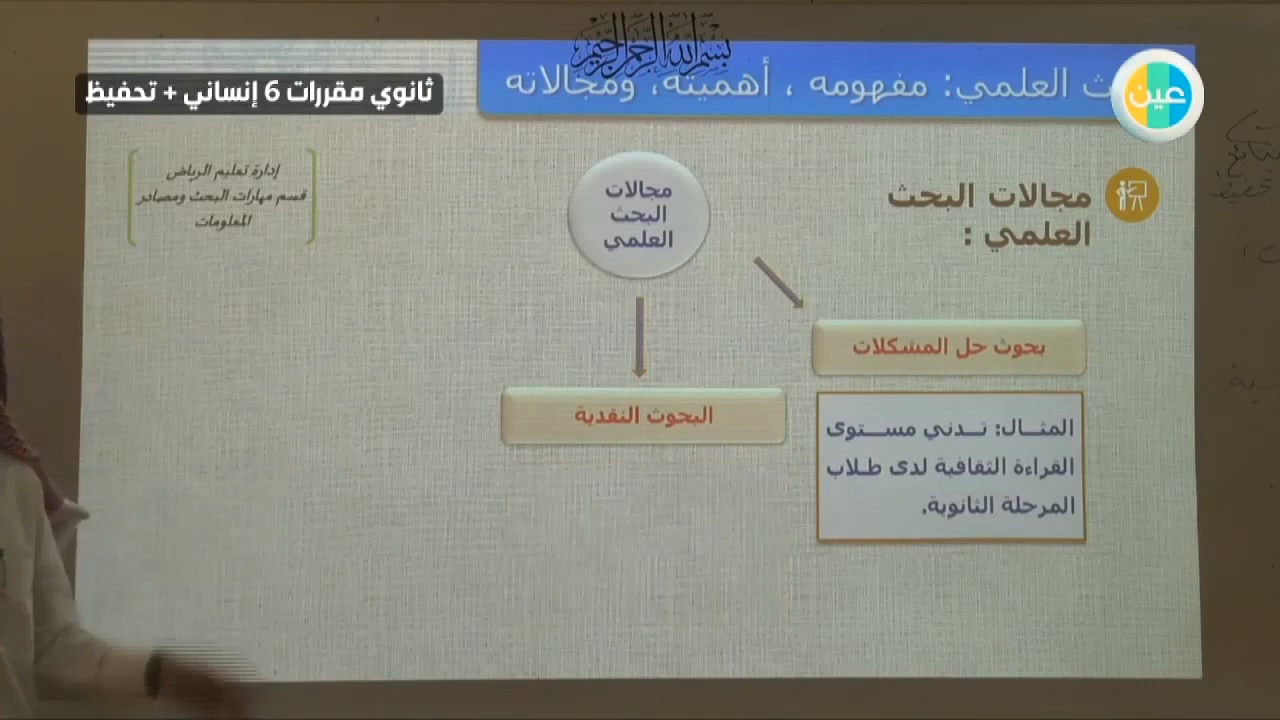 بسم الله الرحمن الرحيم
العلمي: مفهومه ، أهميته، ومجالاته
عين
ثانوي مقررات 6 إنساني + تحفيظ
إدارة تعليم الرياض
قسم مهارات البحث ومصادر
المعلومات
مجالات البحث
العلمي :
مجالات
البحث
العلمي
بحوث حل المشكلات
المثال: تدني مستوى
القراءة الثقافية لدى طلاب
المرحلة الثانوية.
البحوث النقدية